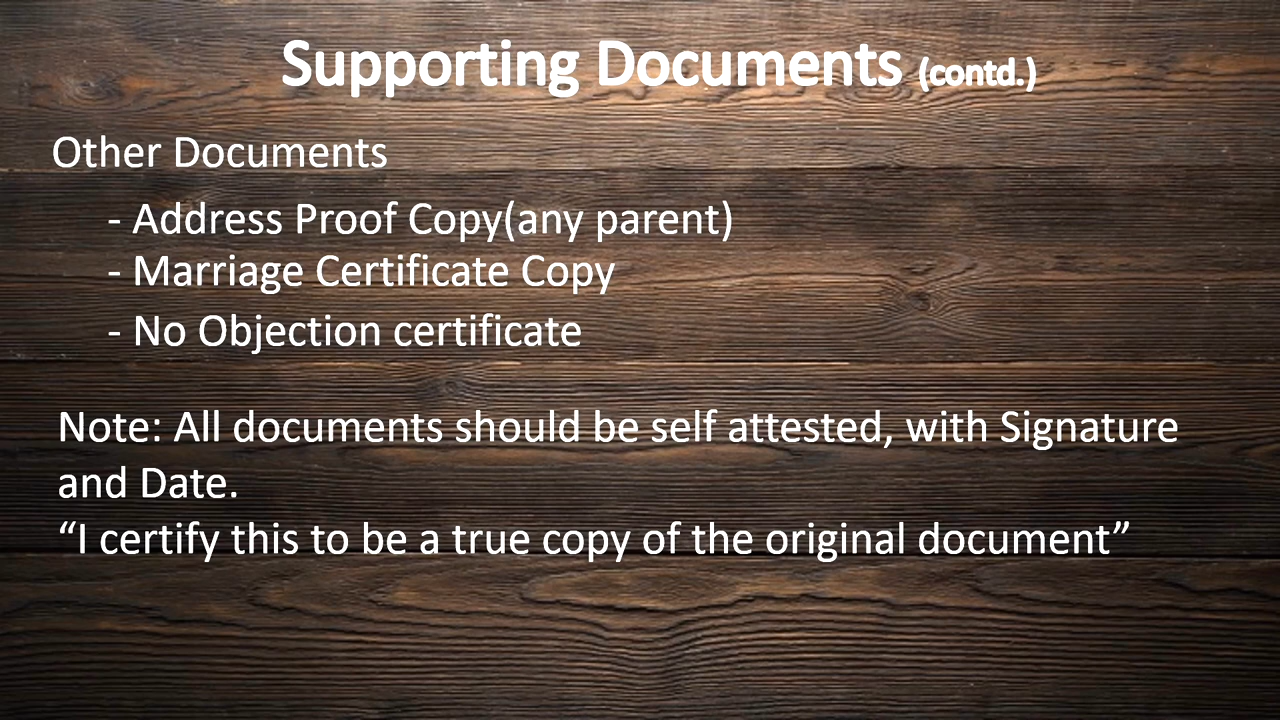 Supporting Documents (contd.)
Other Documents
- Address Proof Copy(any parent)
- Marriage Certificate Copy
- No Objection certificate
Note: All documents should be self attested, with Signature
and Date.
“I certify this to be a true copy of the original document”